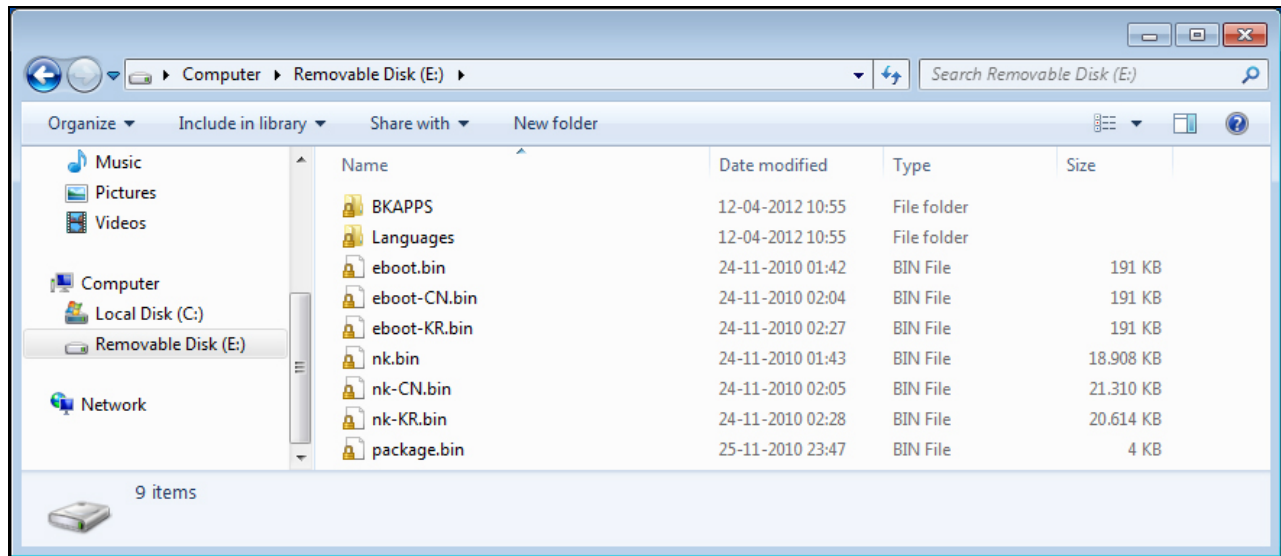 Computer Removable Disk (E:) Search Removable Disk (E:)
Organize Include in library Share with New folder
Music
Pictures
Videos
Computer
Local Disk (C:)
Removable Disk (E:)
Network
Name Date modified Type Size
BKAPPS 12-04-2012 10:55 File folder
Languages 12-04-2012 10:55 File folder
eboot.bin 24-11-2010 01:42 BIN File 191 KB
eboot-CN.bin 24-11-2010 02:04 BIN File 191 KB
eboot-KR.bin 24-11-2010 02:27 BIN File 191 KB
nk.bin 24-11-2010 01:43 BIN File 18.908 KB
nk-CN.bin 24-11-2010 02:05 BIN File 21.310 KB
nk-KR.bin 24-11-2010 02:28 BIN File 20.614 KB
package.bin 25-11-2010 23:47 BIN File 4 KB
9 items